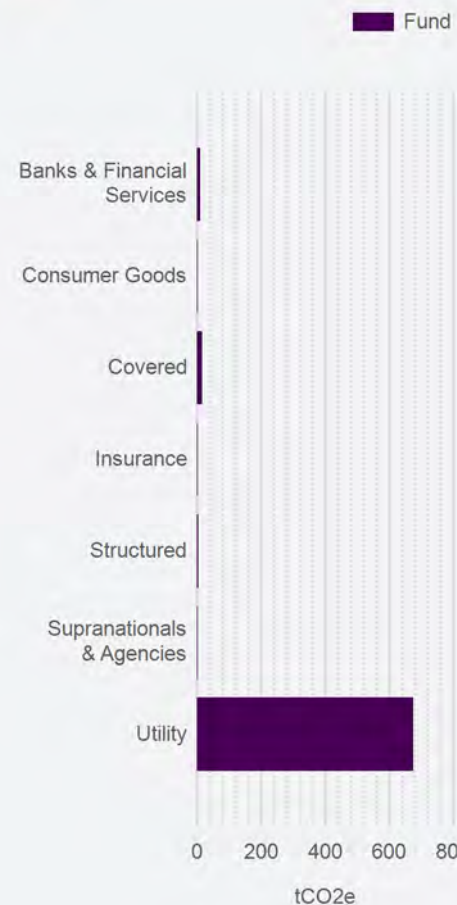 Fund
Banks & Financial
Services
Consumer Goods
Covered
Insurance
Structured
Supranationals
& Agencies
Utility
0 200 400 600
tCO2e